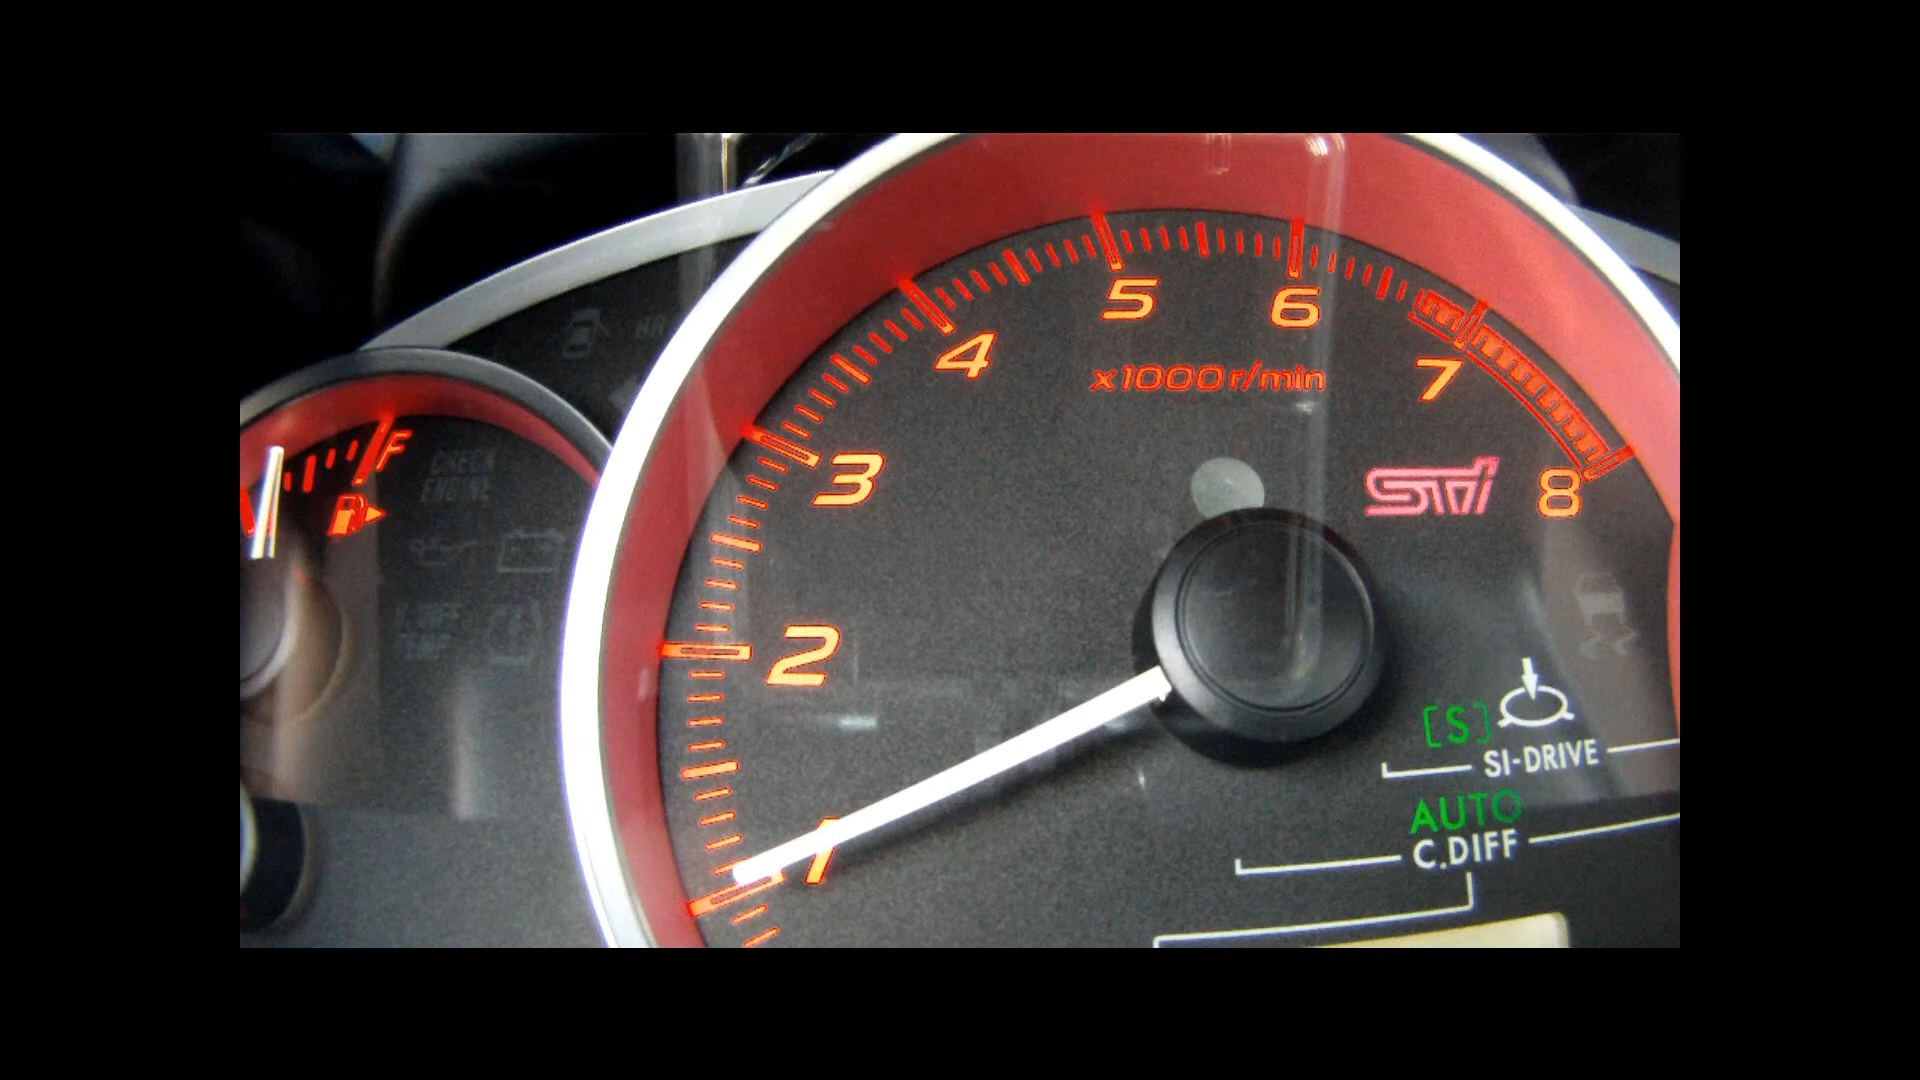 5
6
4
x1000r/min
7
F
CHECK
ENGINE
3
STi
8
2
[S]
SI-DRIVE
AUTO
1
C.DIFF